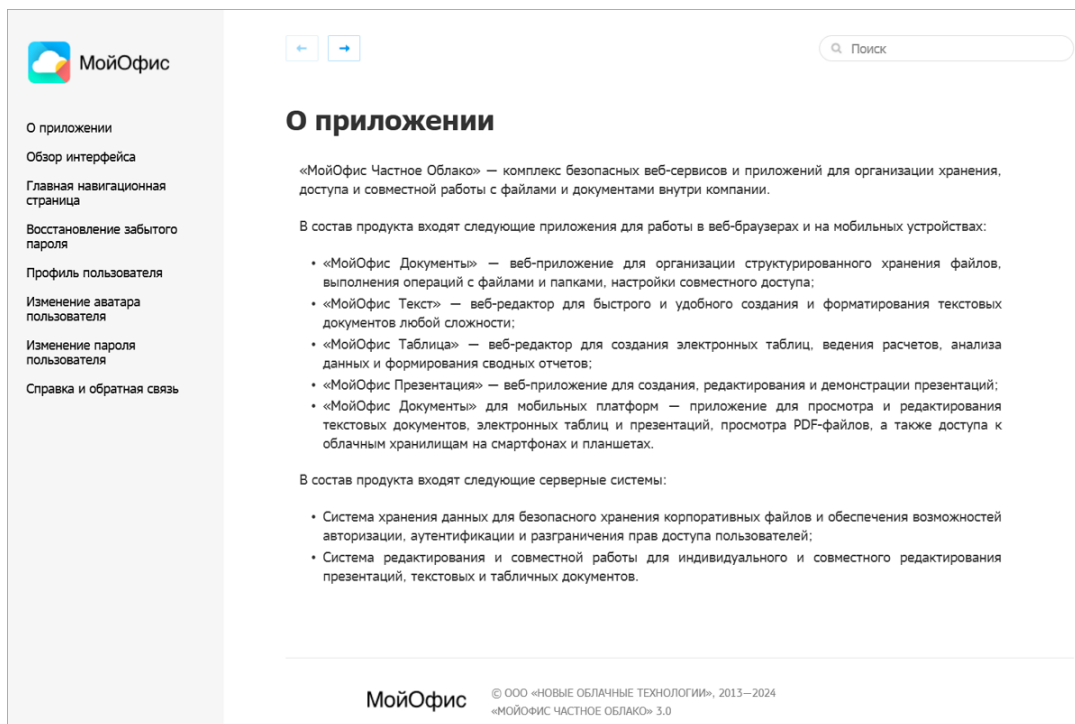 МойОфис
← →
Поиск
О приложении
Обзор интерфейса
Главная навигационная
страница
Восстановление забытого
пароля
Профиль пользователя
Изменение аватара
пользователя
Изменение пароля
пользователя
Справка и обратная связь
О приложении
«МойОфис Частное Облако» — комплекс безопасных веб-сервисов и приложений для организации хранения,
доступа и совместной работы с файлами и документами внутри компании.
В состав продукта входят следующие приложения для работы в веб-браузерах и на мобильных устройствах:
• «МойОфис Документы» — веб-приложение для организации структурированного хранения файлов,
выполнения операций с файлами и папками, настройки совместного доступа;
• «МойОфис Текст» — веб-редактор для быстрого и удобного создания и форматирования текстовых
документов любой сложности;
• «МойОфис Таблица» — веб-редактор для создания электронных таблиц, ведения расчетов, анализа
данных и формирования сводных отчетов;
• «МойОфис Презентация» — веб-приложение для создания, редактирования и демонстрации презентаций;
• «МойОфис Документы» для мобильных платформ — приложение для просмотра и редактирования
текстовых документов, электронных таблиц и презентаций, просмотра PDF-файлов, а также доступа к
облачным хранилищам на смартфонах и планшетах.
В состав продукта входят следующие серверные системы:
• Система хранения данных для безопасного хранения корпоративных файлов и обеспечения возможностей
авторизации, аутентификации и разграничения прав доступа пользователей;
• Система редактирования и совместной работы для индивидуального и совместного редактирования
презентаций, текстовых и табличных документов.
МойОфис
© ООО «НОВЫЕ ОБЛАЧНЫЕ ТЕХНОЛОГИИ», 2013—2024
«МОЙОФИС ЧАСТНОЕ ОБЛАКО» 3.0